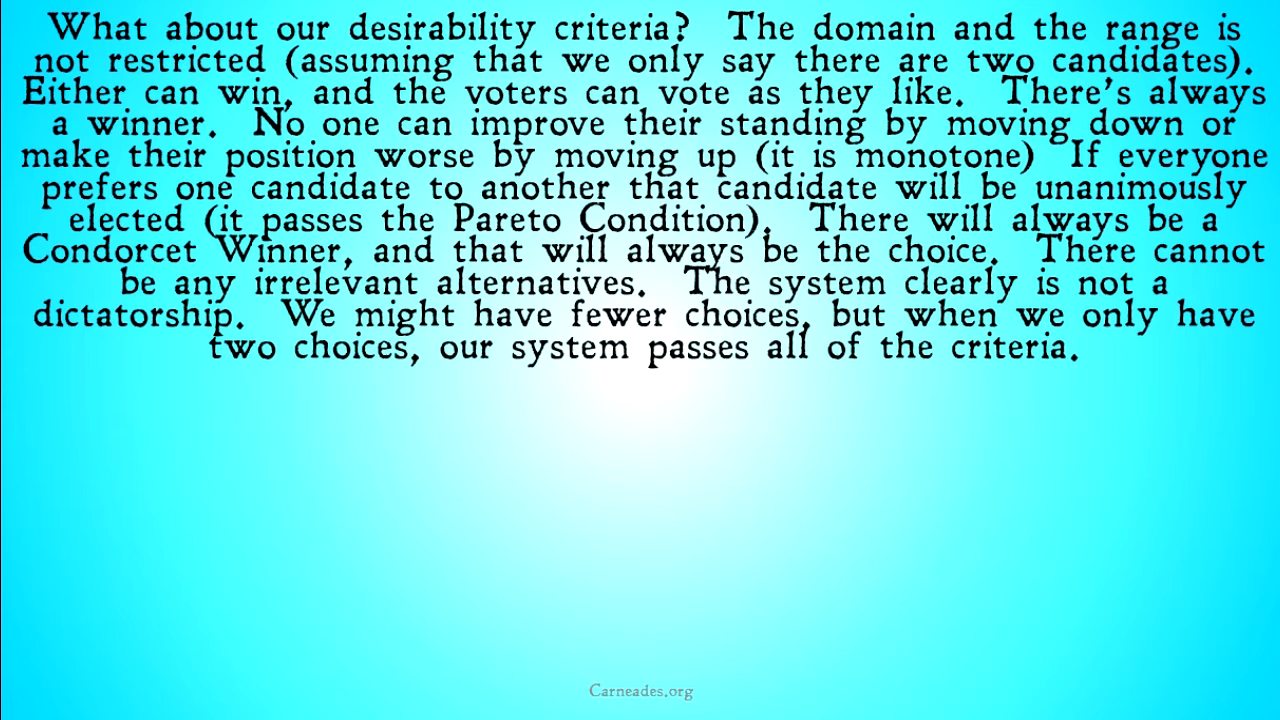 What about our desirability criteria? The domain and the range is
not restricted (assuming that we only say there are two candidates).
Either can win, and the voters can vote as they like. There's always
a winner. No one can improve their standing by moving down or
make their position worse by moving up (it is monotone) If everyone
prefers one candidate to another that candidate will be unanimously
elected (it passes the Pareto Condition). There will always be a
Condorcet Winner, and that will always be the choice. There cannot
be any irrelevant alternatives. The system clearly is not a
dictatorship. We might have fewer choices, but when we only have
two choices, our system passes all of the criteria.
Carneades.org